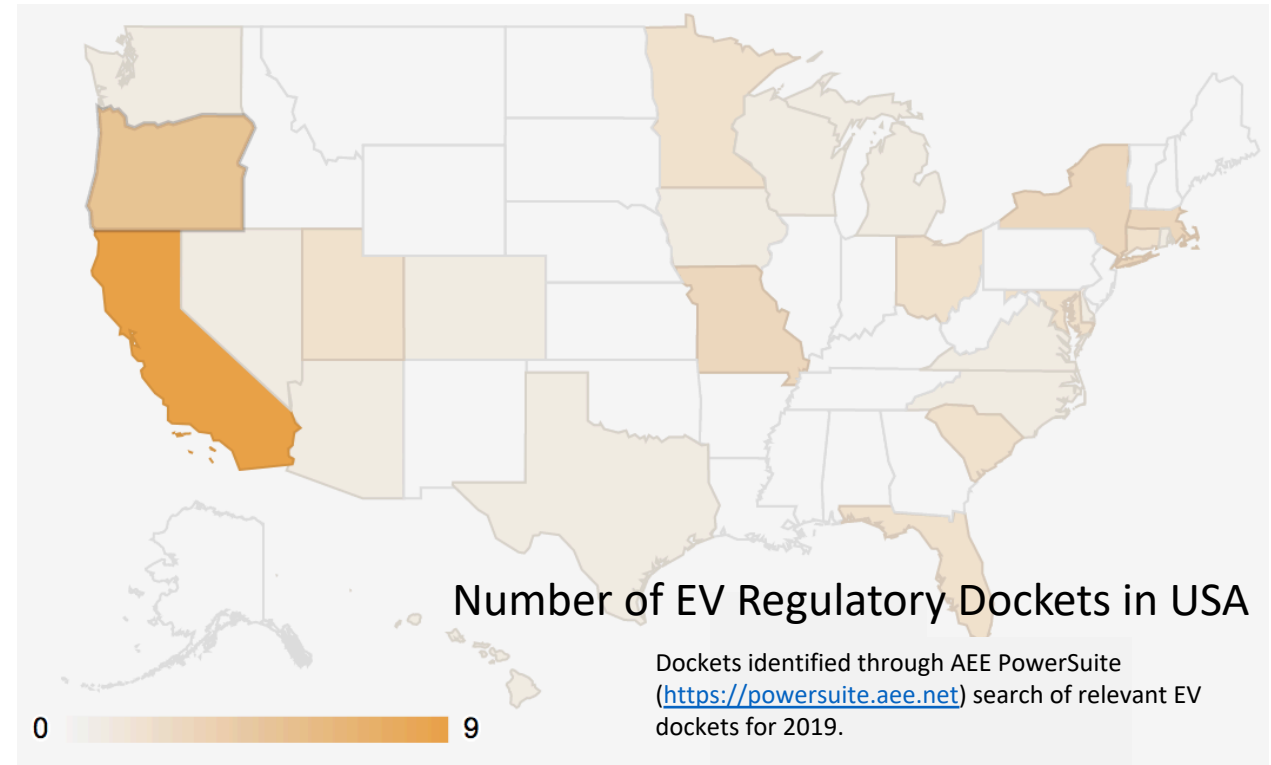 Number of EV Regulatory Dockets in USA
Dockets identified through AEE PowerSuite
(https://powersuite.aee.net) search of relevant EV
dockets for 2019.
0 9